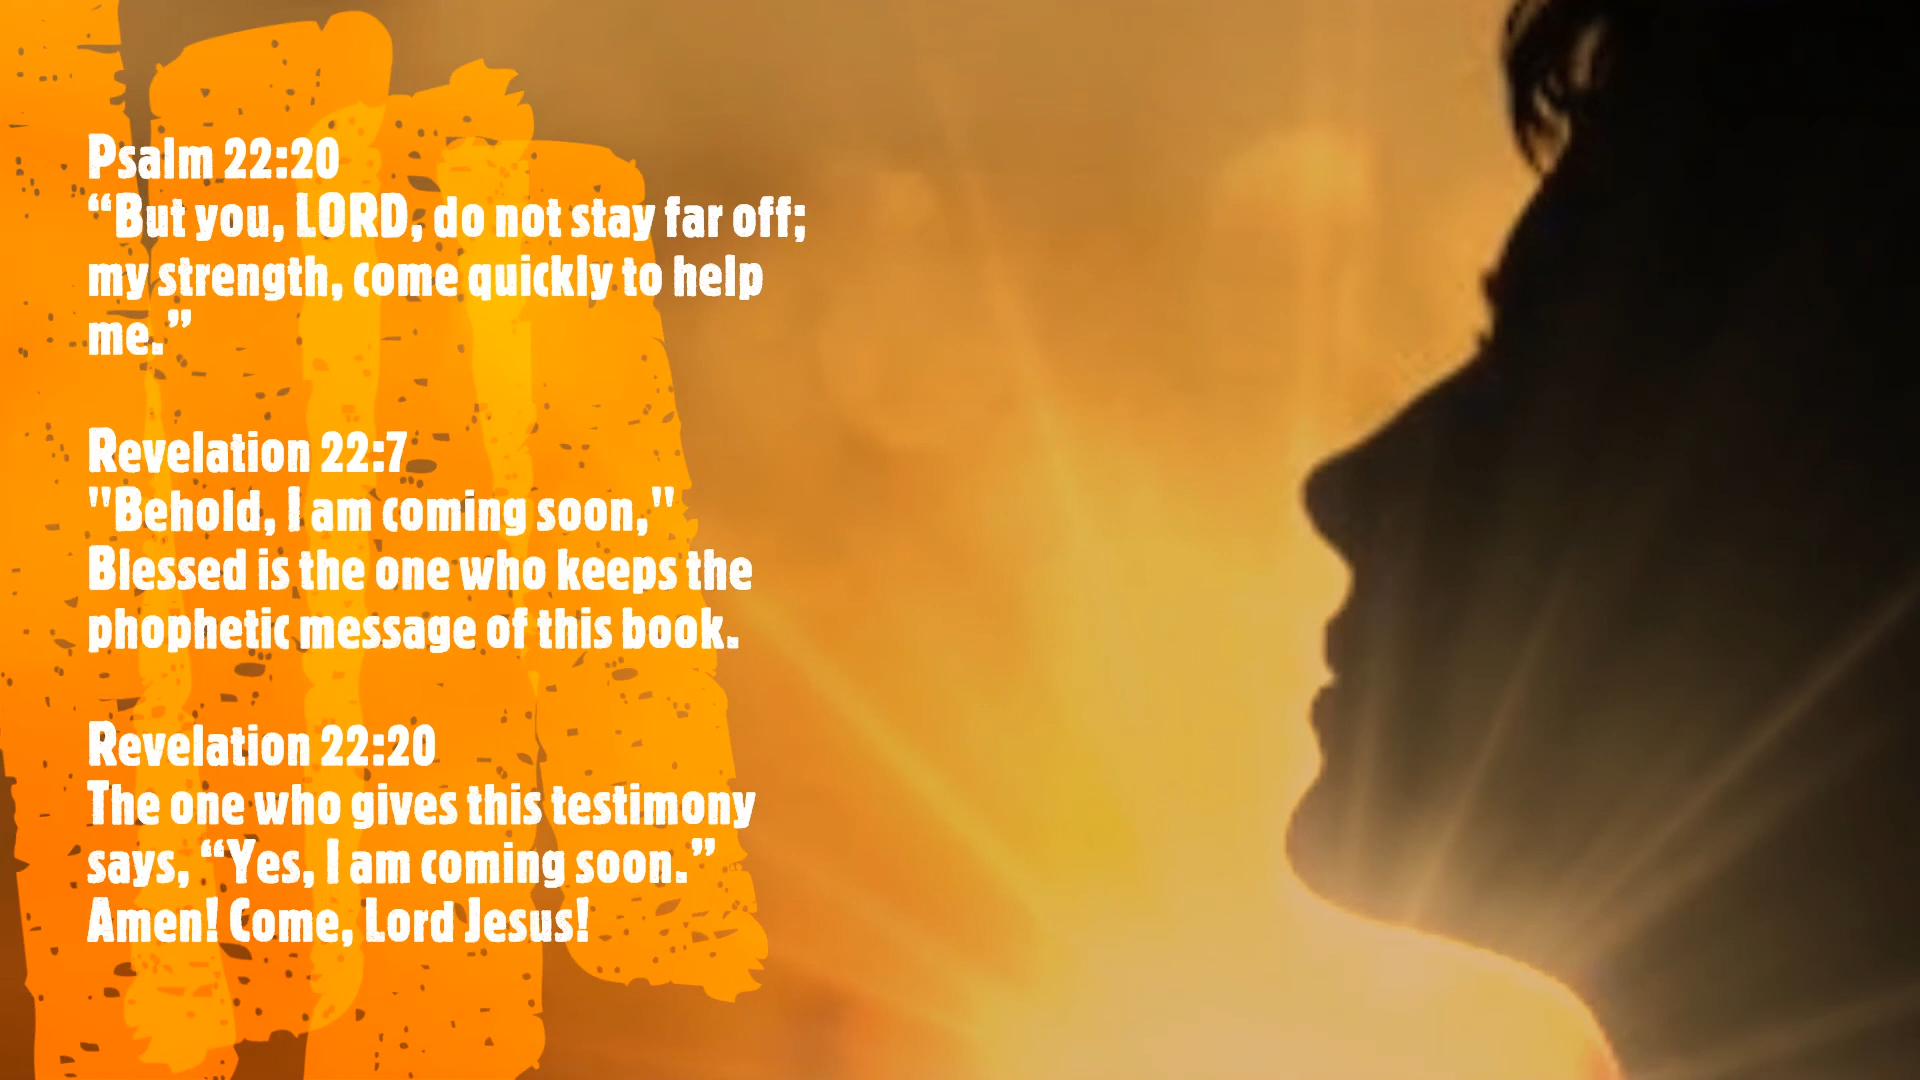 Psalm 22:20
“But you, LORD, do not stay far off;
my strength, come quickly to help
me.”
Revelation 22:7
"Behold, I am coming soon,"
Blessed is the one who keeps the
phophetic message of this book.
Revelation 22:20
The one who gives this testimony
says, “Yes, I am coming soon.”
Amen! Come, Lord Jesus!